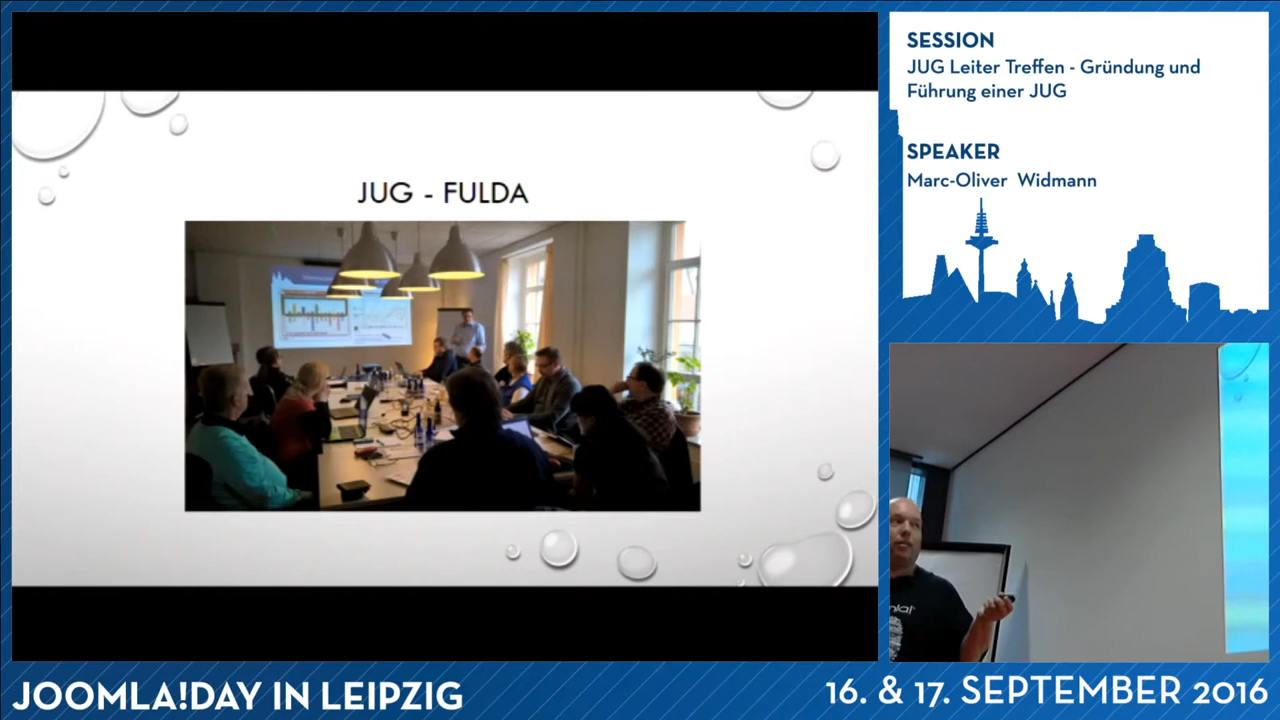 SESSION
JUG Leiter Treffen - Gründung und
Führung einer JUG
SPEAKER
Marc-Oliver Widmann
JUG - FULDA
JOOMLA!DAY IN LEIPZIG
16. & 17. SEPTEMBER 2016